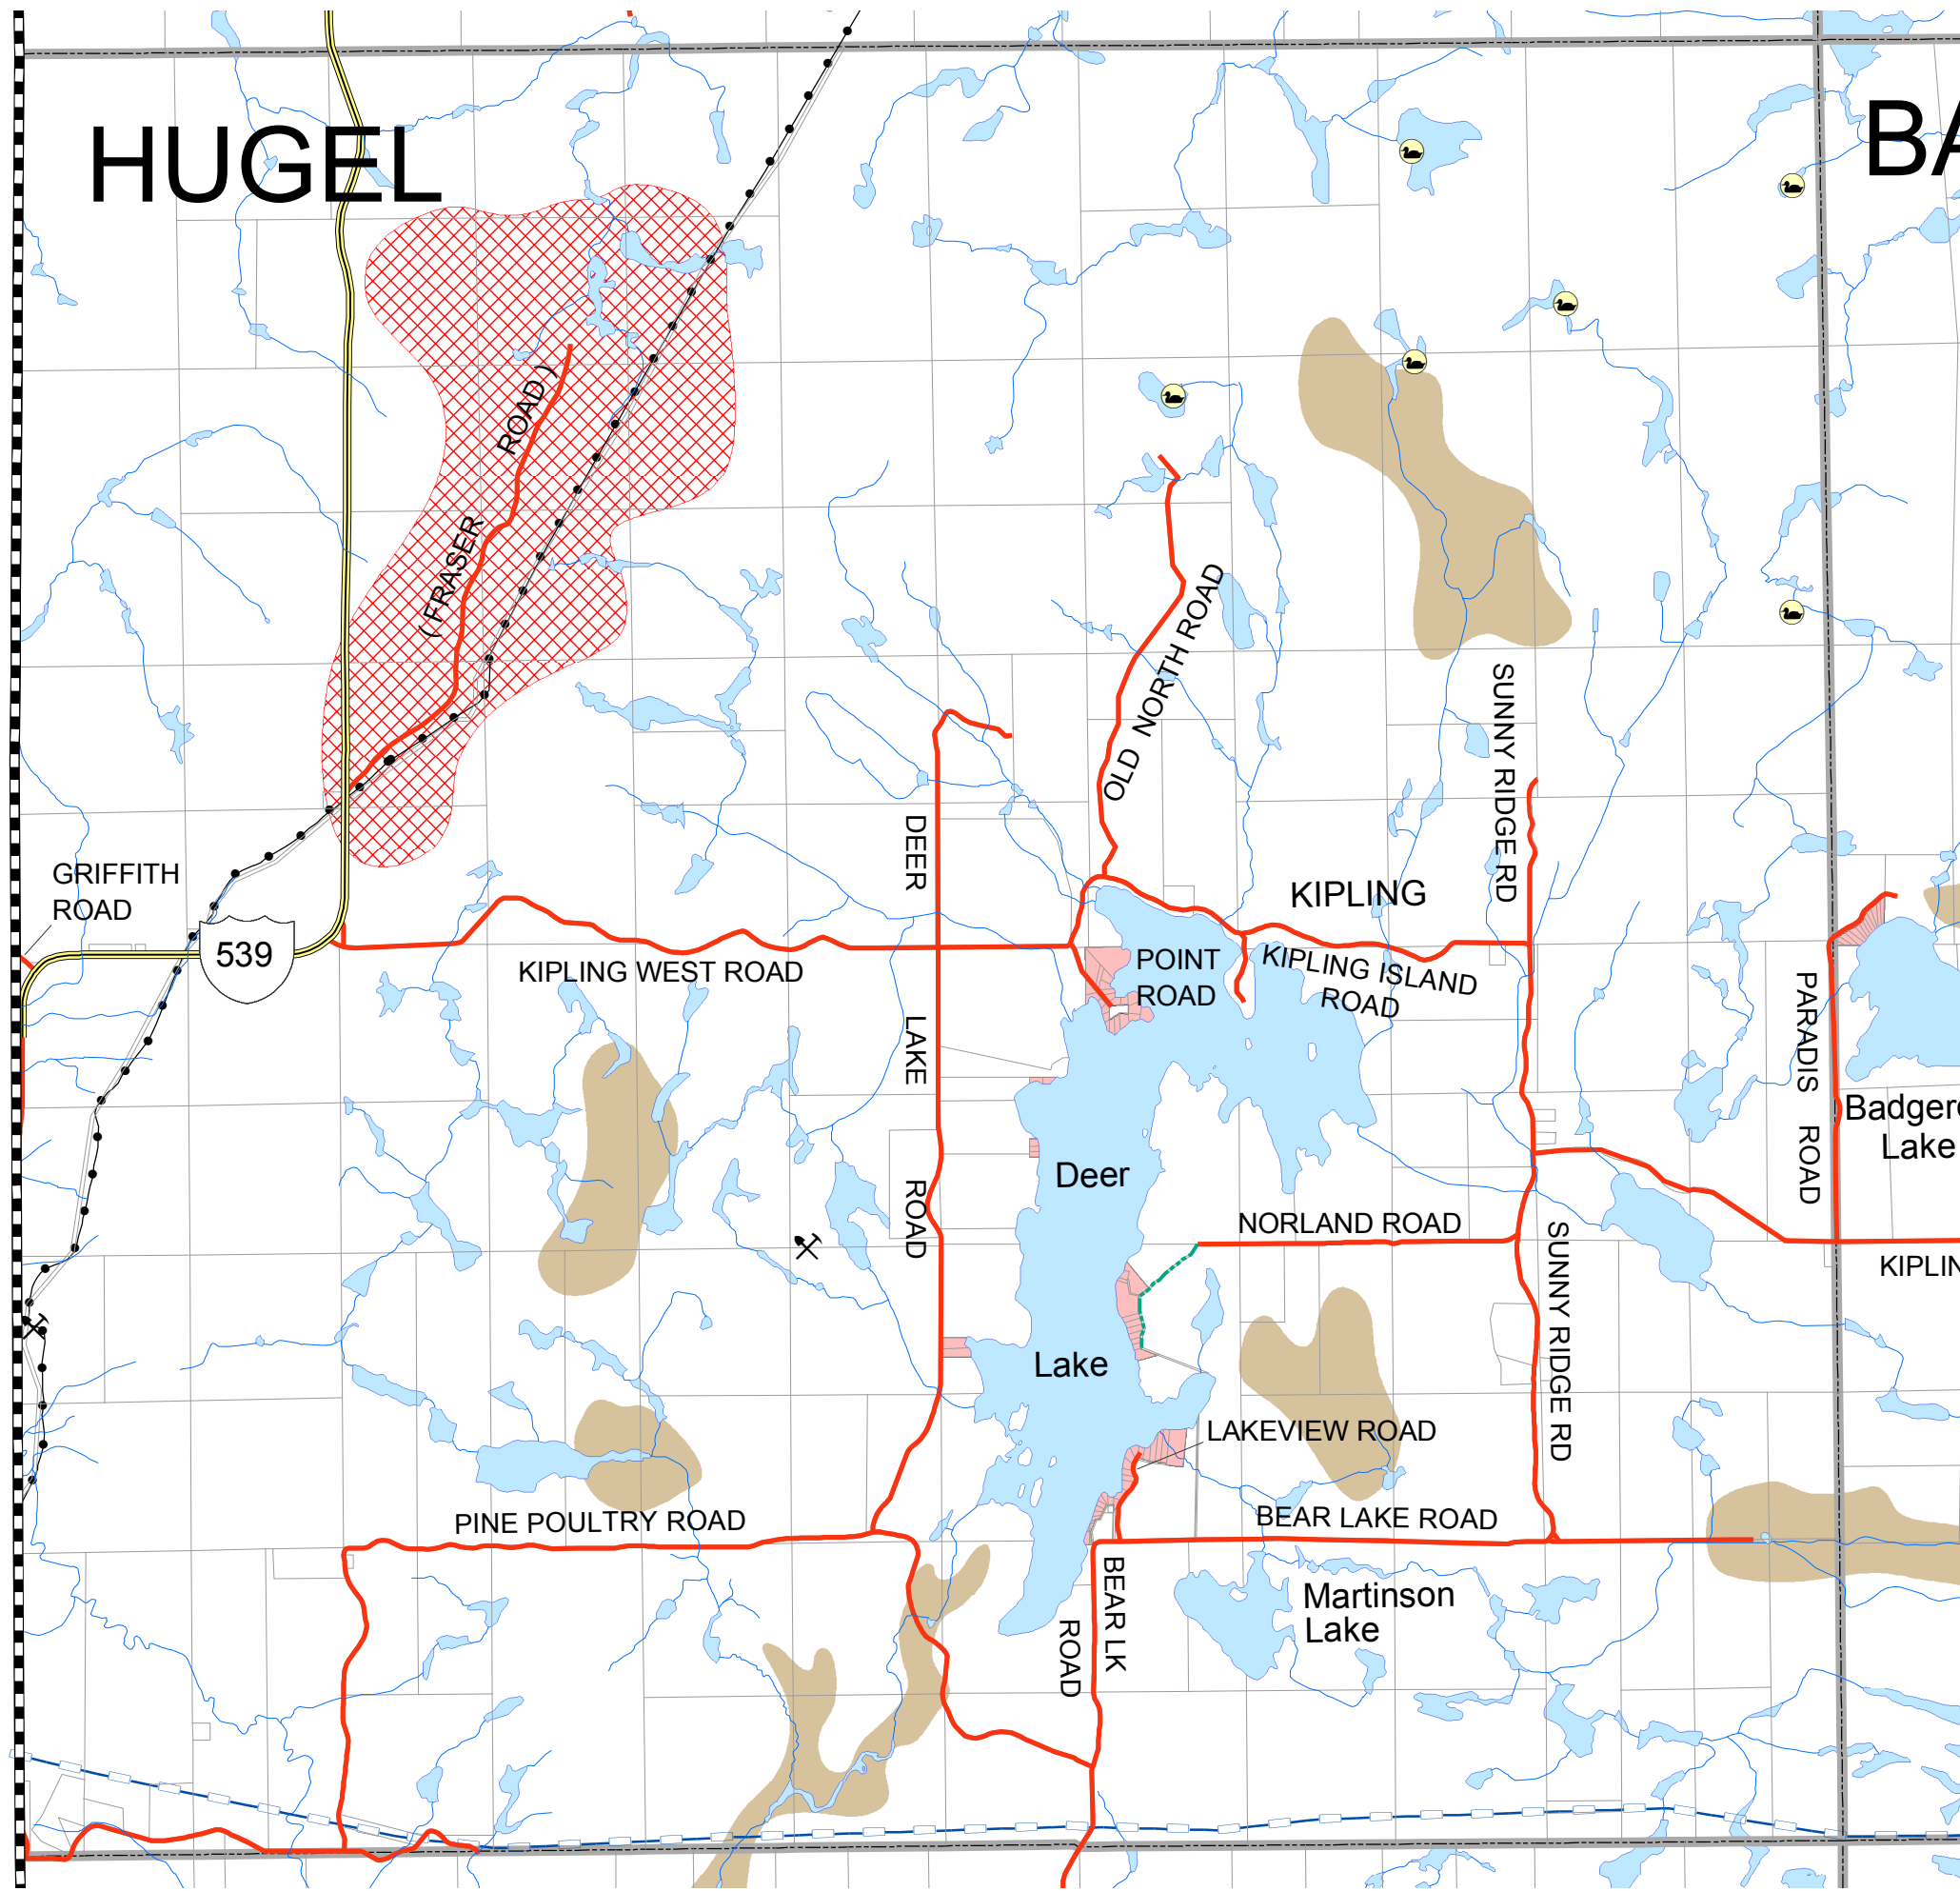 HUGEL
BA
(FRASER
ROAD )
OLD NORTH ROAD
SUNNY RIDGE RD
DEER
LAKE
ROAD
GRIFFITH
ROAD
539
KIPLING WEST ROAD
KIPLING
POINT
ROAD
KIPLING ISLAND
ROAD
PARADIS
ROAD
Badger
Lake
Deer
Lake
NORLAND ROAD
SUNNY RIDGE RD
KIPLIN
LAKEVIEW ROAD
BEAR LAKE ROAD
PINE POULTRY ROAD
BEAR LK
ROAD
Martinson
Lake